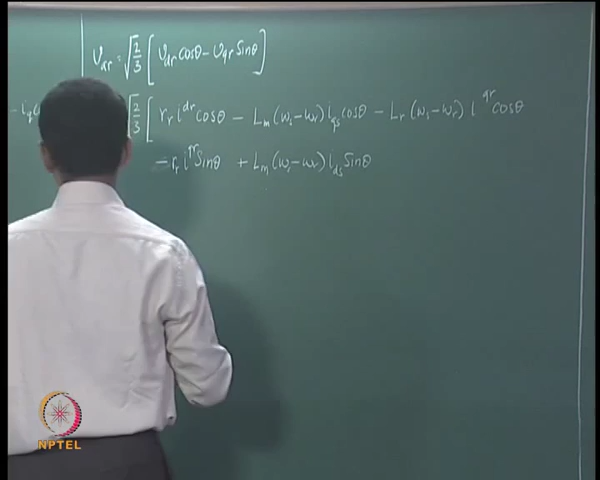 v_ar = √(2/3) [ v_dr cosθ − v_qr sinθ ]
√(2/3) [ r_r i^dr cosθ − L_m (ω_s − ω_r) i_qs cosθ − L_r (ω_s − ω_r) i^qr cosθ
− r_r i^qr sinθ + L_m (ω_s − ω_r) i_ds sinθ
NPTEL